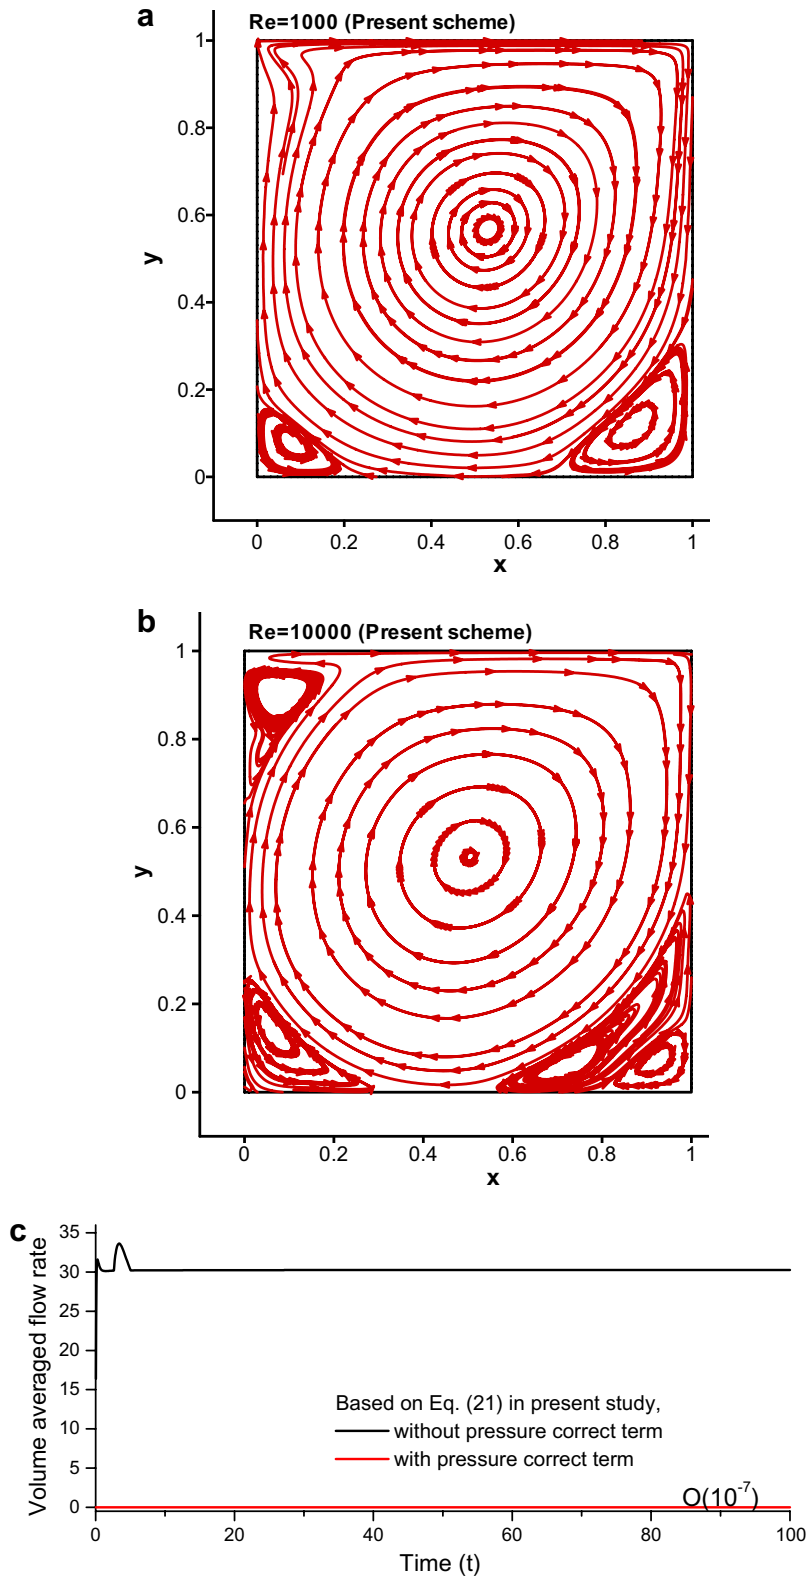 a
Re=1000 (Present scheme)
1
0.8
0.6
y
0.4
0.2
0
0 0.2 0.4 0.6 0.8 1
x
b
Re=10000 (Present scheme)
1
0.8
0.6
y
0.4
0.2
0
0 0.2 0.4 0.6 0.8 1
x
c
Volume averaged flow rate
35
30
25
20
15
10
5
0
Based on Eq. (21) in present study,
without pressure correct term
with pressure correct term
O(10⁻⁷)
0 20 40 60 80 100
Time (t)